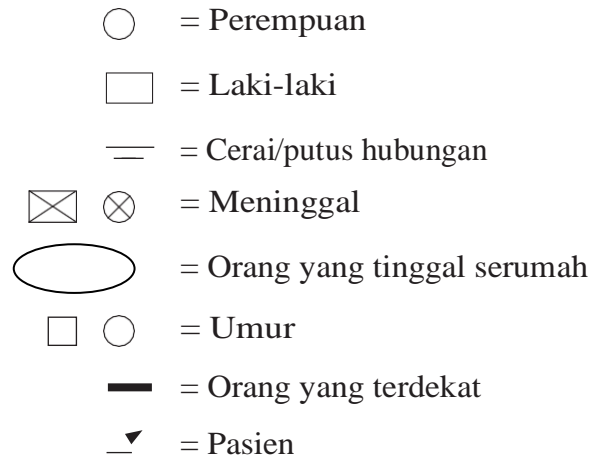 = Perempuan
= Laki-laki
= Cerai/putus hubungan
= Meninggal
= Orang yang tinggal serumah
= Umur
= Orang yang terdekat
= Pasien